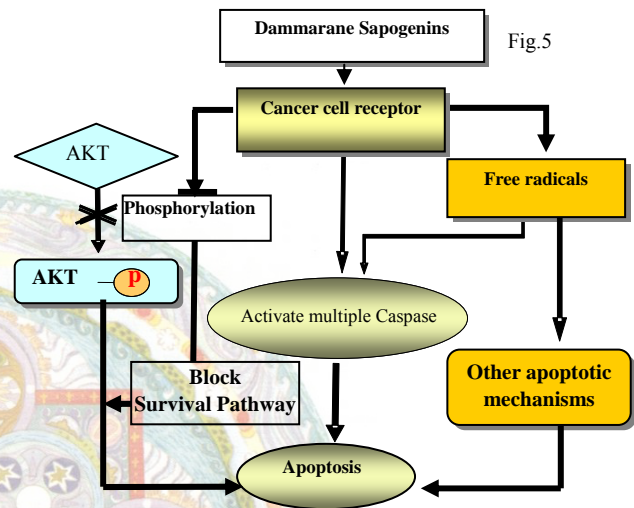 Dammarane Sapogenins
Fig.5
Cancer cell receptor
AKT
Free radicals
Phosphorylation
AKT
p
Activate multiple Caspase
Block
Survival Pathway
Other apoptotic
mechanisms
Apoptosis